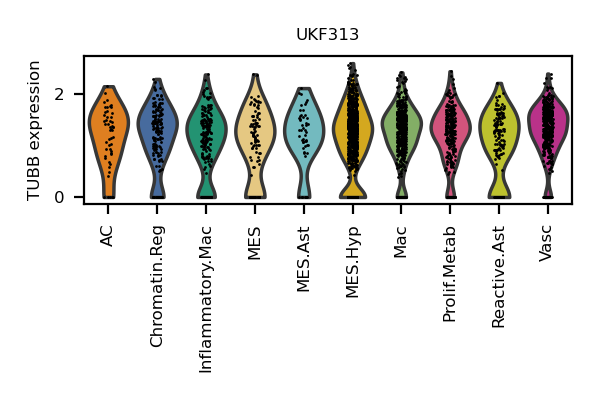 UKF313
TUBB expression
2
0
AC
Chromatin.Reg
Inflammatory.Mac
MES
MES.Ast
MES.Hyp
Mac
Prolif.Metab
Reactive.Ast
Vasc